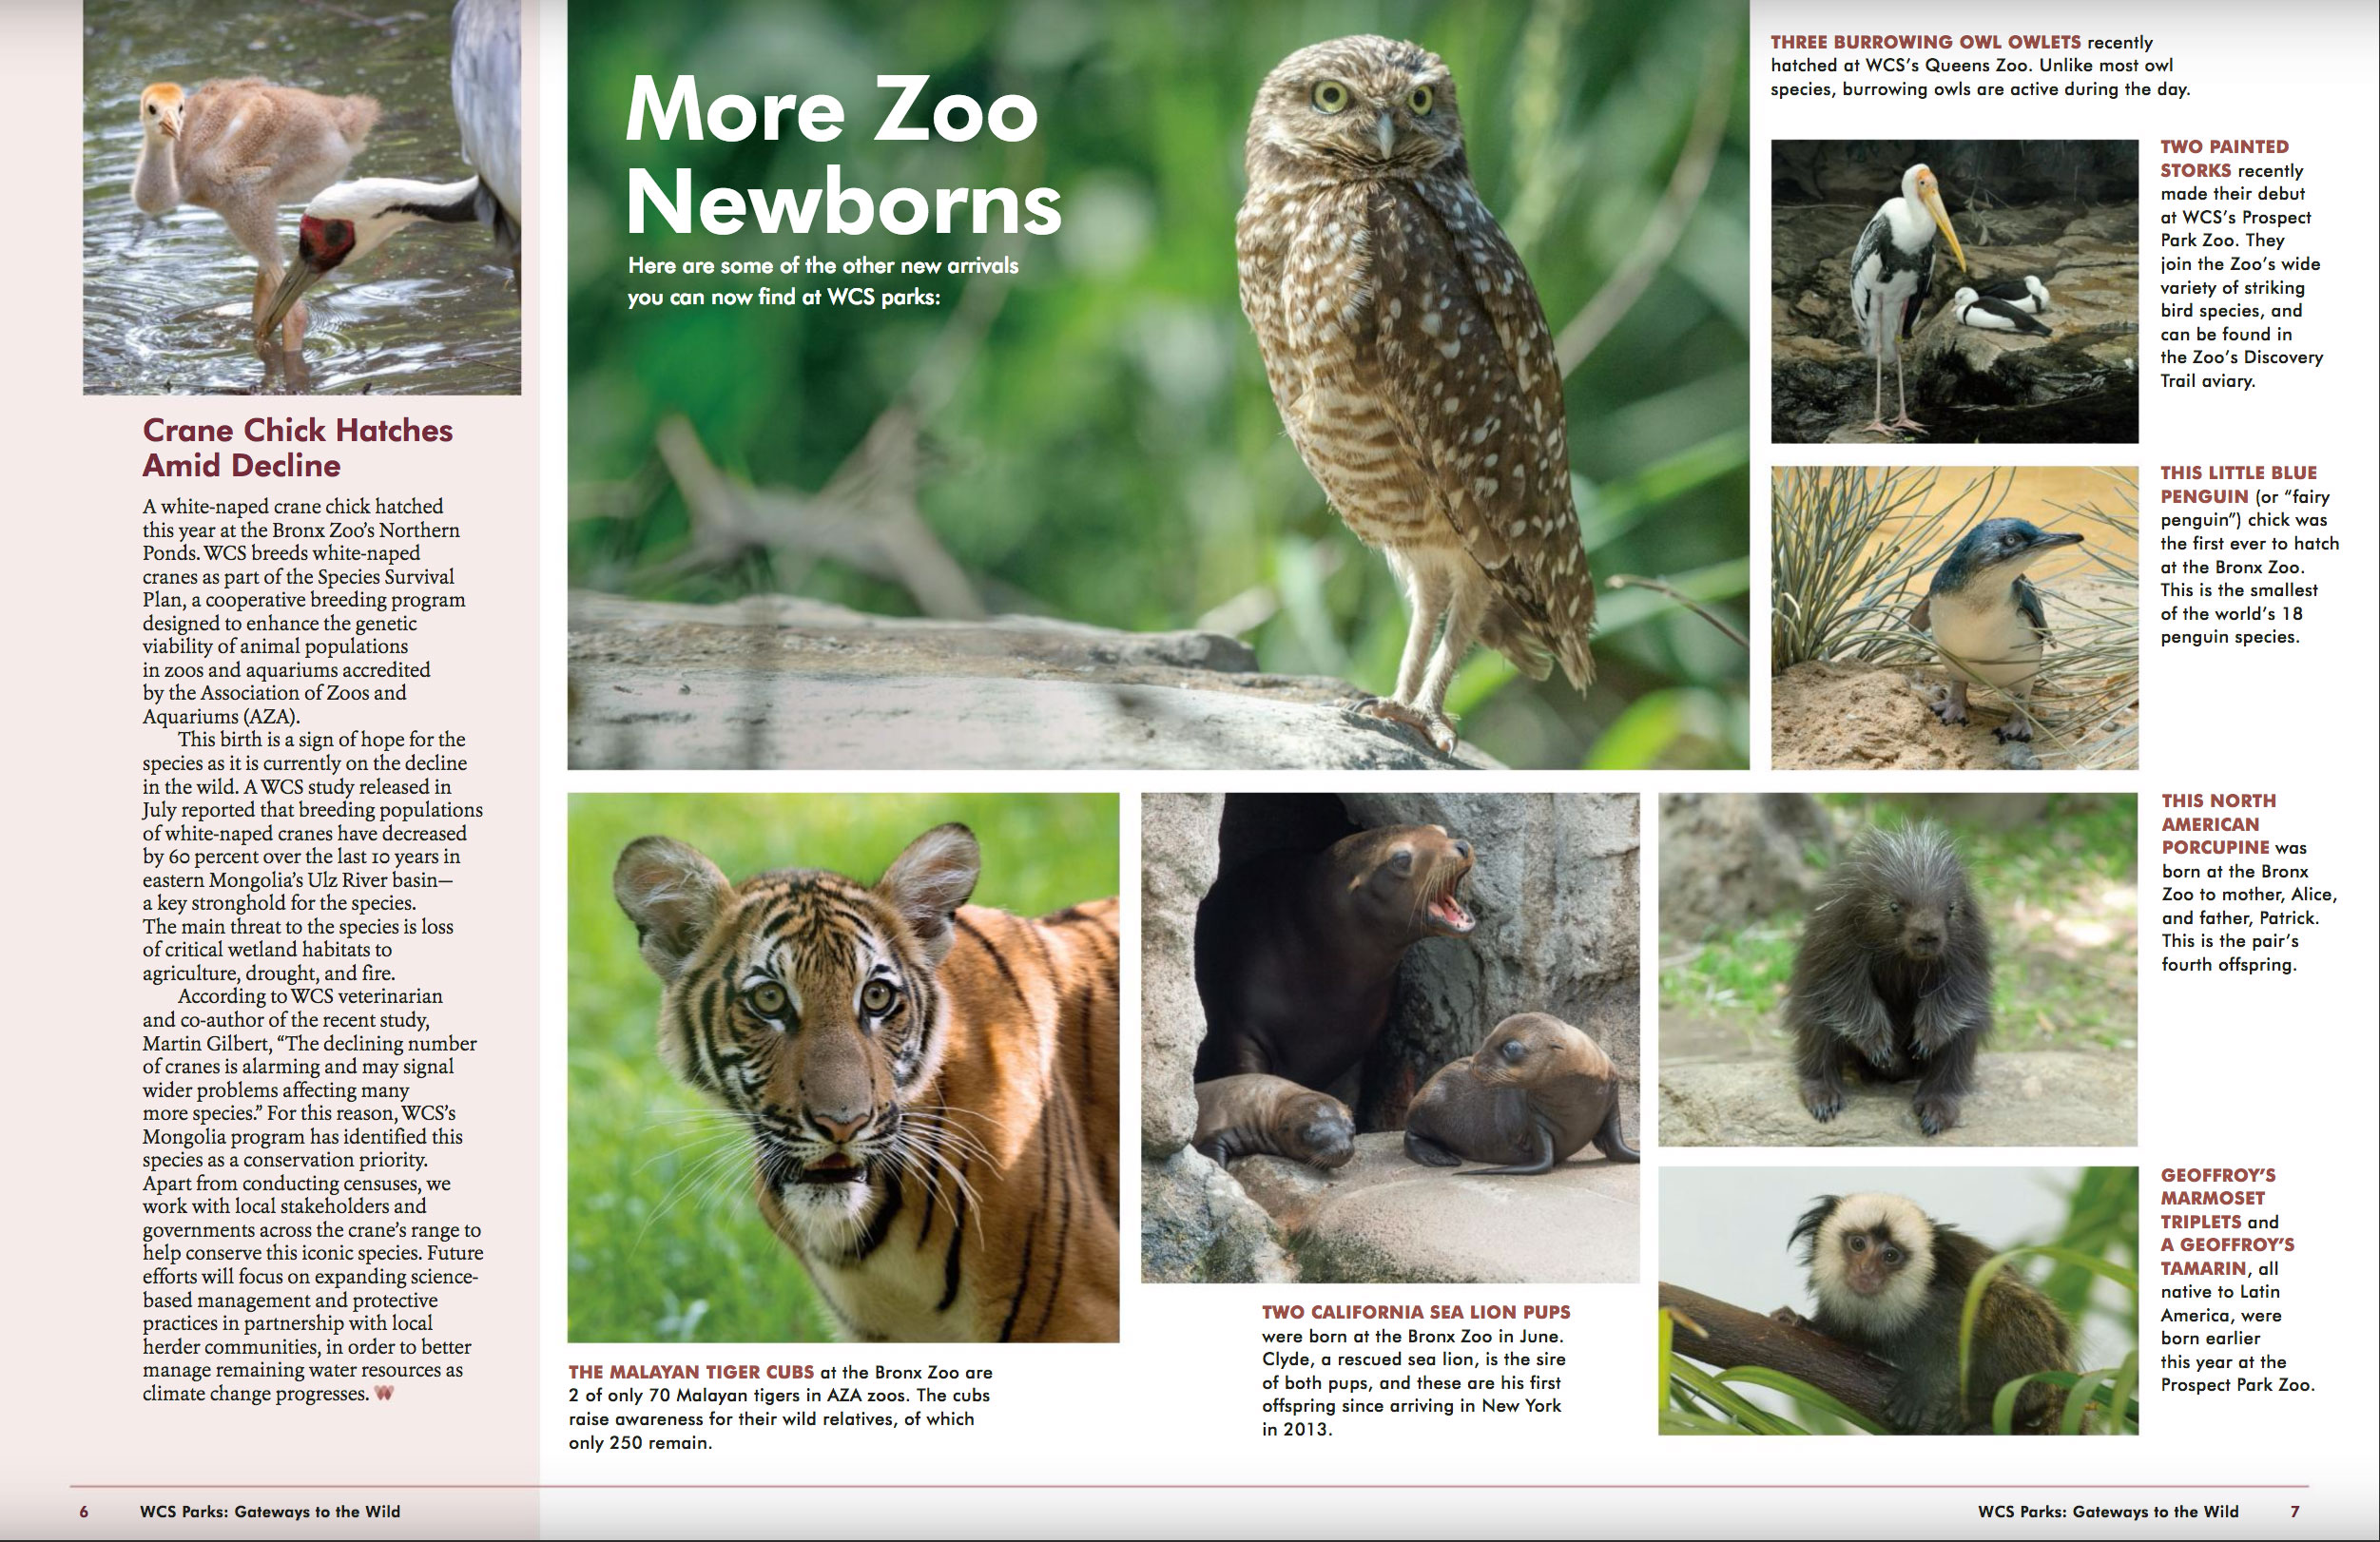 Crane Chick Hatches
Amid Decline
A white-naped crane chick hatched
this year at the Bronx Zoo’s Northern
Ponds. WCS breeds white-naped
cranes as part of the Species Survival
Plan, a cooperative breeding program
designed to enhance the genetic
viability of animal populations
in zoos and aquariums accredited
by the Association of Zoos and
Aquariums (AZA).
This birth is a sign of hope for the
species as it is currently on the decline
in the wild. A WCS study released in
July reported that breeding populations
of white-naped cranes have decreased
by 60 percent over the last 10 years in
eastern Mongolia’s Ulz River basin—
a key stronghold for the species.
The main threat to the species is loss
of critical wetland habitats to
agriculture, drought, and fire.
According to WCS veterinarian
and co-author of the recent study,
Martin Gilbert, “The declining number
of cranes is alarming and may signal
wider problems affecting many
more species.” For this reason, WCS’s
Mongolia program has identified this
species as a conservation priority.
Apart from conducting censuses, we
work with local stakeholders and
governments across the crane’s range to
help conserve this iconic species. Future
efforts will focus on expanding science-
based management and protective
practices in partnership with local
herder communities, in order to better
manage remaining water resources as
climate change progresses.
More Zoo
Newborns
Here are some of the other new arrivals
you can now find at WCS parks:
THREE BURROWING OWL OWLETS recently
hatched at WCS’s Queens Zoo. Unlike most owl
species, burrowing owls are active during the day.
TWO PAINTED
STORKS recently
made their debut
at WCS’s Prospect
Park Zoo. They
join the Zoo’s wide
variety of striking
bird species, and
can be found in
the Zoo’s Discovery
Trail aviary.
THIS LITTLE BLUE
PENGUIN (or “fairy
penguin”) chick was
the first ever to hatch
at the Bronx Zoo.
This is the smallest
of the world’s 18
penguin species.
THE MALAYAN TIGER CUBS at the Bronx Zoo are
2 of only 70 Malayan tigers in AZA zoos. The cubs
raise awareness for their wild relatives, of which
only 250 remain.
TWO CALIFORNIA SEA LION PUPS
were born at the Bronx Zoo in June.
Clyde, a rescued sea lion, is the sire
of both pups, and these are his first
offspring since arriving in New York
in 2013.
THIS NORTH
AMERICAN
PORCUPINE was
born at the Bronx
Zoo to mother, Alice,
and father, Patrick.
This is the pair’s
fourth offspring.
GEOFFROY’S
MARMOSET
TRIPLETS and
A GEOFFROY’S
TAMARIN, all
native to Latin
America, were
born earlier
this year at the
Prospect Park Zoo.
6 WCS Parks: Gateways to the Wild
WCS Parks: Gateways to the Wild 7